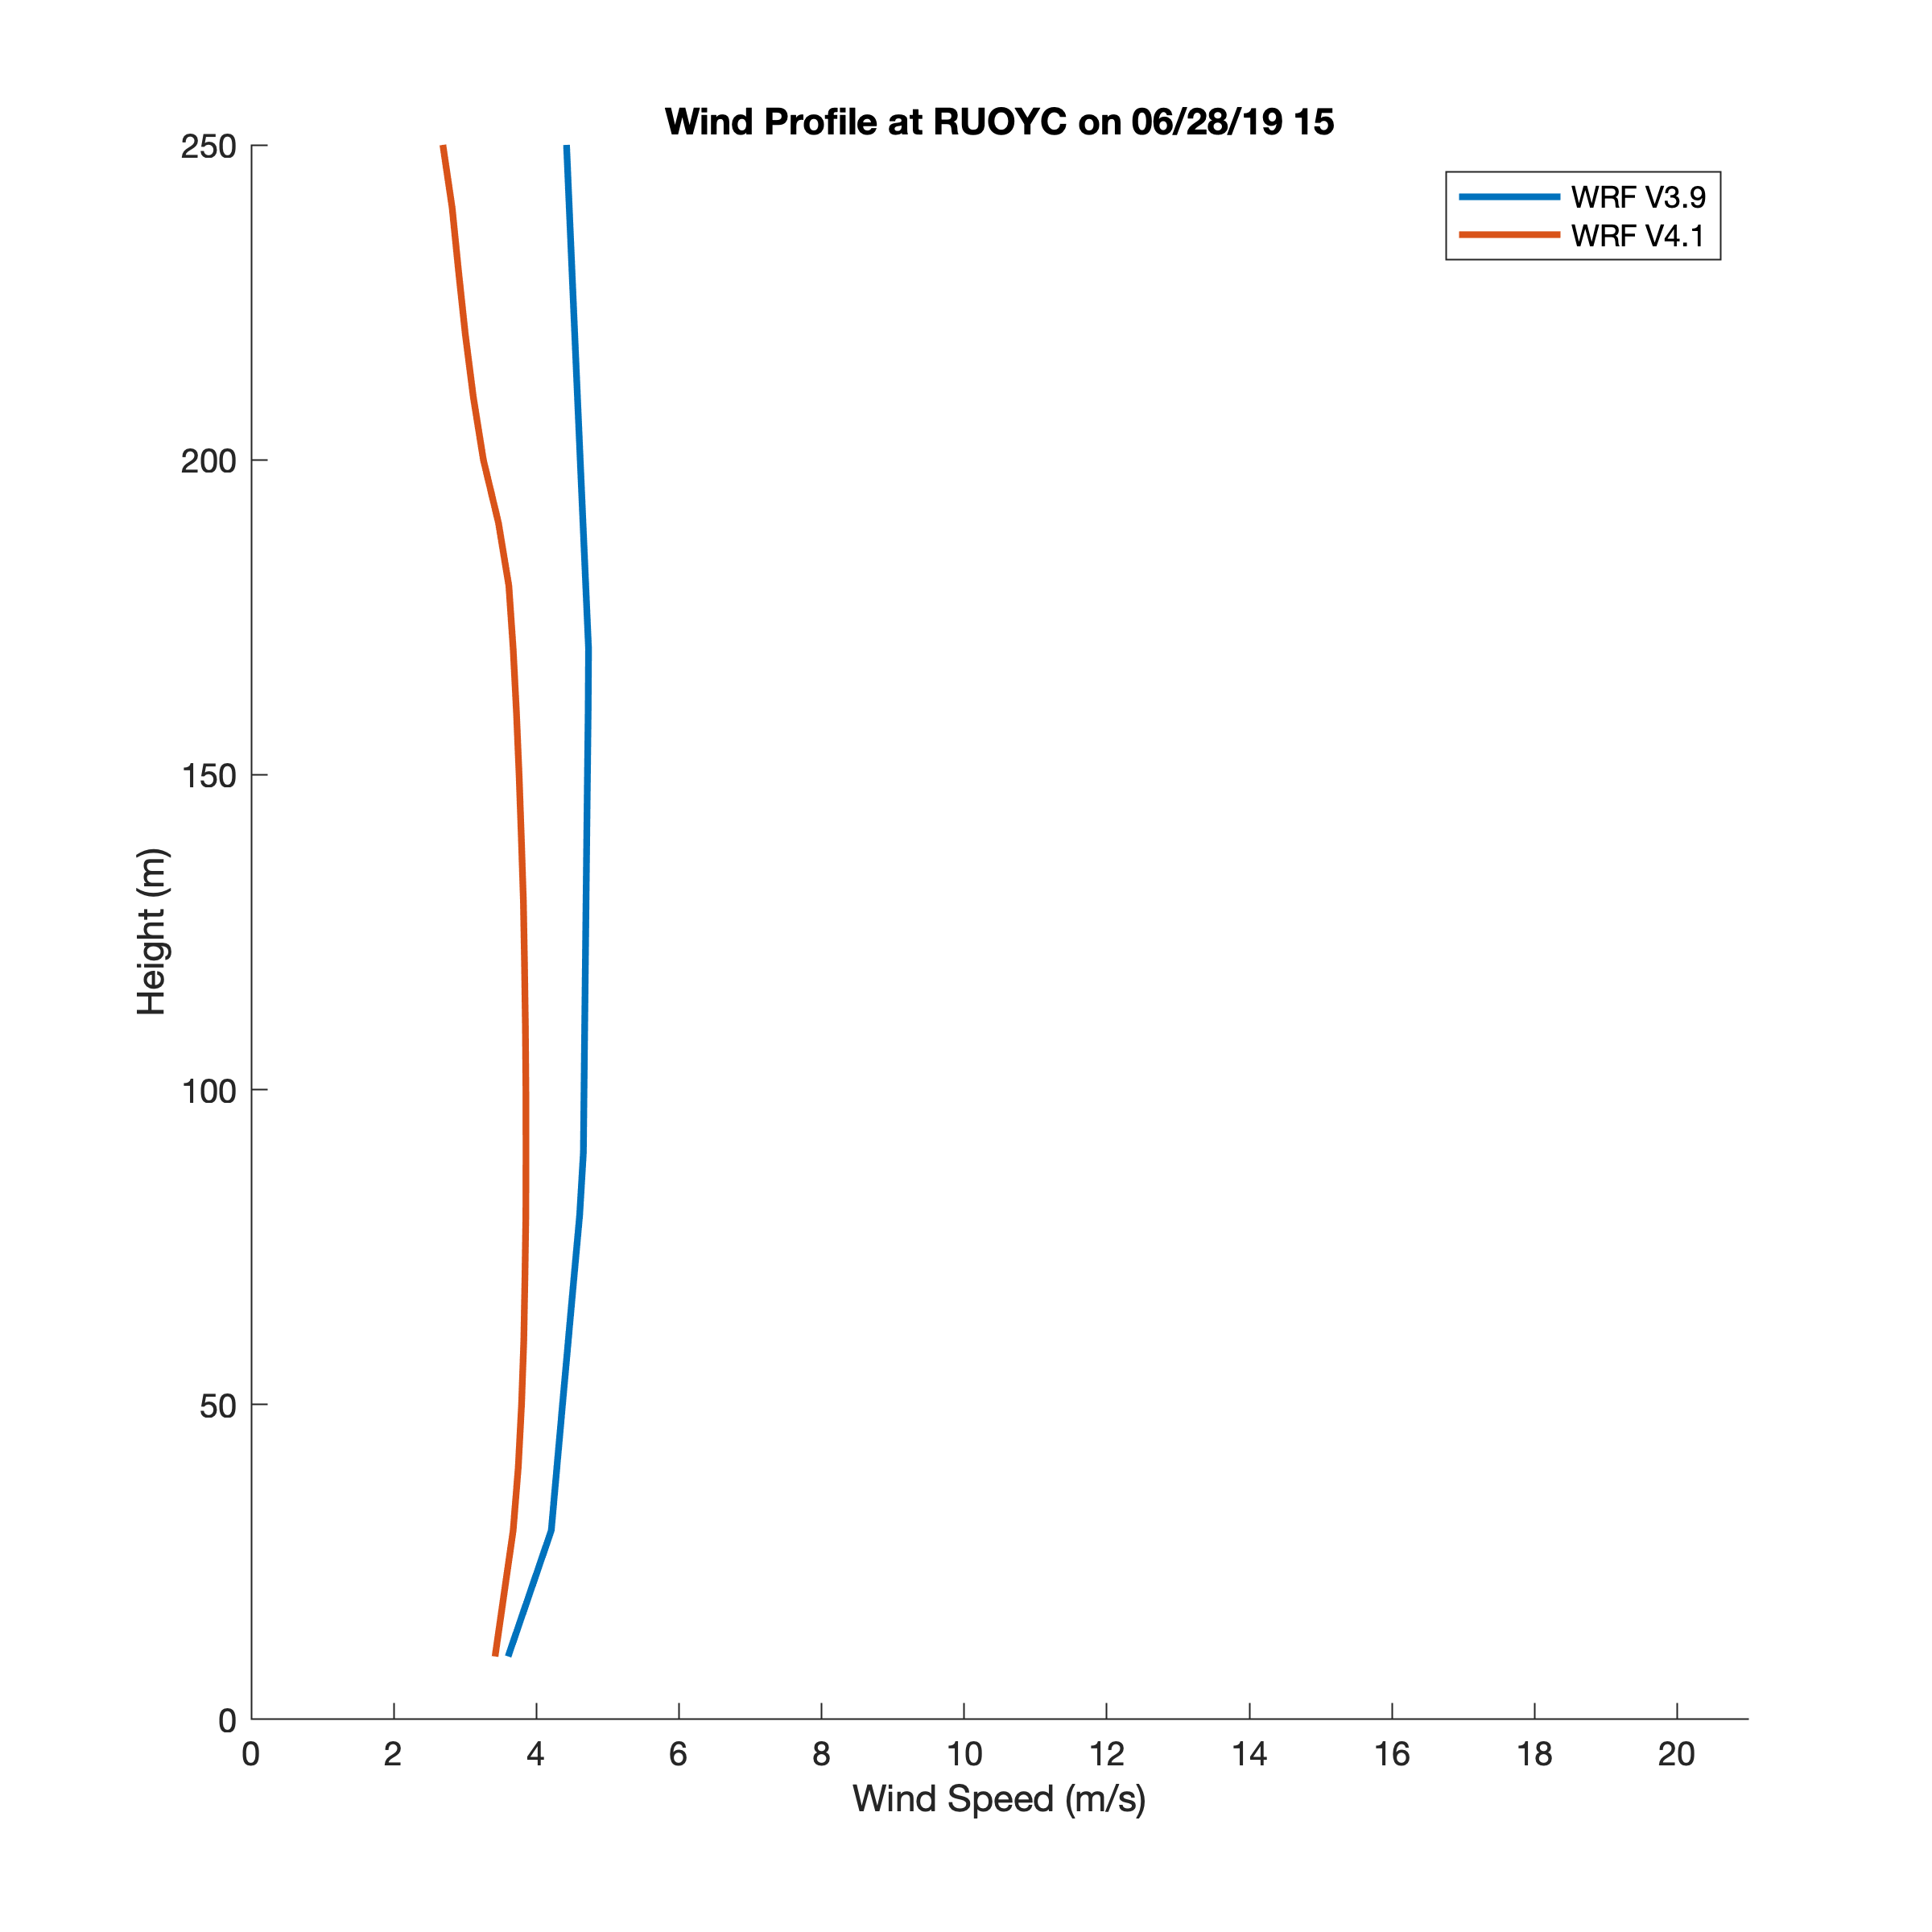 Wind Profile at RUOYC on 06/28/19 15
WRF V3.9
WRF V4.1
250
200
150
100
50
0
Height (m)
0 2 4 6 8 10 12 14 16 18 20
Wind Speed (m/s)